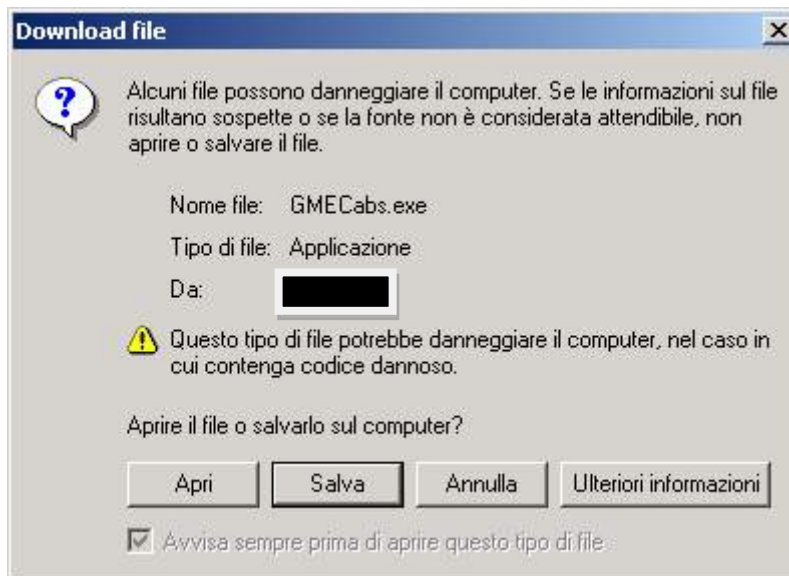 Download file
Alcuni file possono danneggiare il computer. Se le informazioni sul file
risultano sospette o se la fonte non è considerata attendibile, non
aprire o salvare il file.
Nome file: GMECabs.exe
Tipo di file: Applicazione
Da:
Questo tipo di file potrebbe danneggiare il computer, nel caso in
cui contenga codice dannoso.
Aprire il file o salvarlo sul computer?
Apri Salva Annulla Ulteriori informazioni
Avvisa sempre prima di aprire questo tipo di file